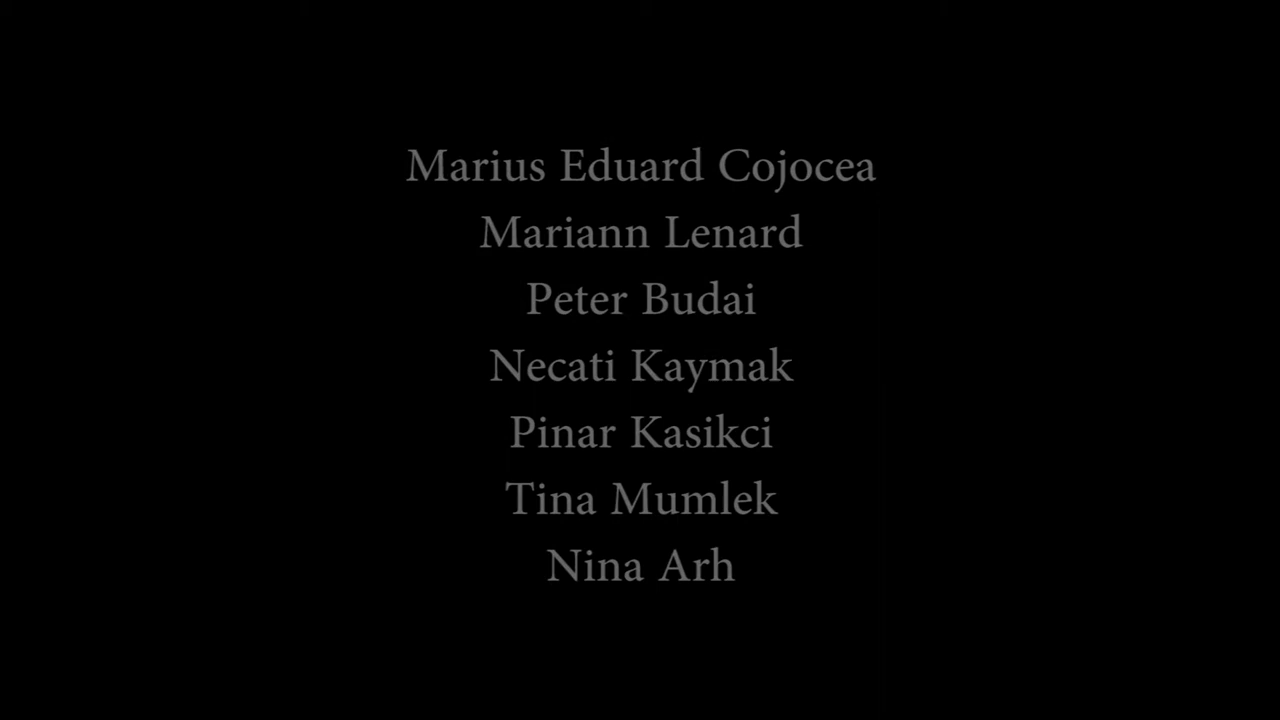 Marius Eduard Cojocea
Mariann Lenard
Peter Budai
Necati Kaymak
Pinar Kasikci
Tina Mumlek
Nina Arh